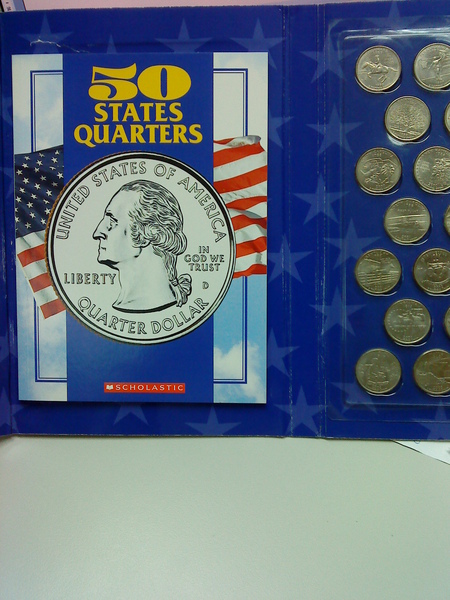 50
STATES
QUARTERS
UNITED STATES OF AMERICA
LIBERTY
IN
GOD WE
TRUST
D
QUARTER DOLLAR
SCHOLASTIC